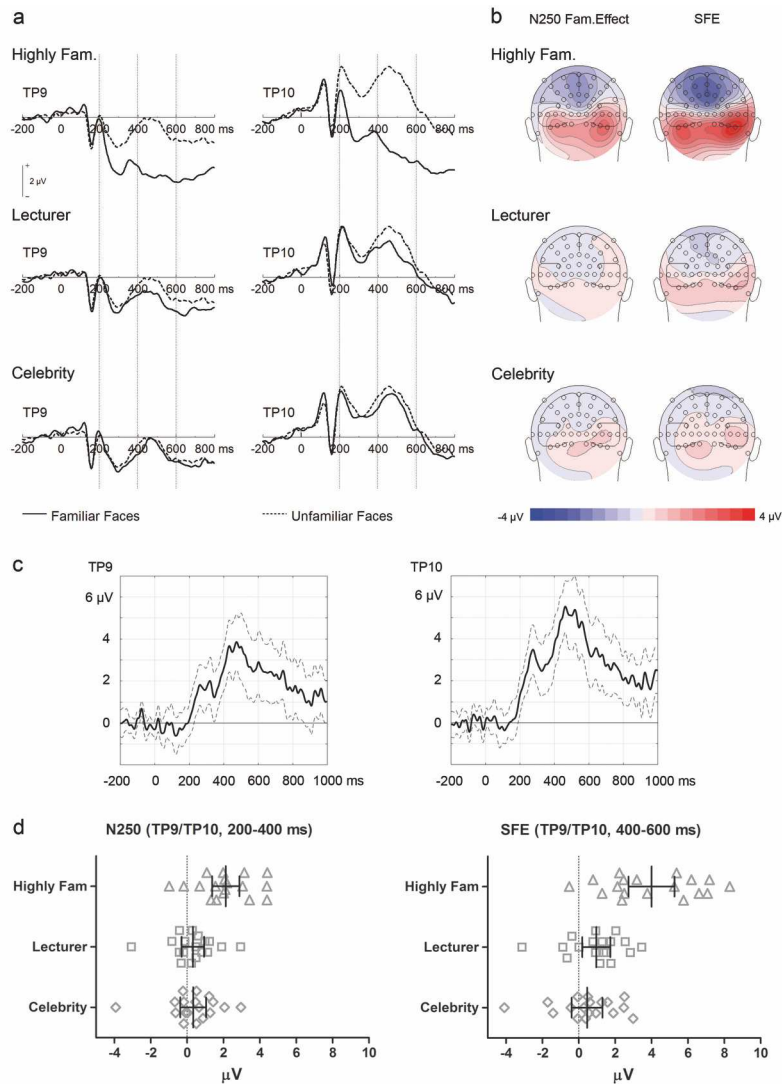 a
b
N250 Fam.Effect SFE
Highly Fam.
Highly Fam.
TP9
TP10
-200 0 200 400 600 800 ms
-200 0 200 400 600 800 ms
+
2 µV
-
Lecturer
Lecturer
TP9
TP10
-200 0 200 400 600 800
-200 0 200 400 600 800
Celebrity
Celebrity
TP9
TP10
-200 0 200 400 600 800
-200 0 200 400 600 800
Familiar Faces
Unfamiliar Faces
-4 µV 4 µV
c
TP9
6 µV
4
2
0
-200 0 200 400 600 800 1000 ms
TP10
6 µV
4
2
0
-200 0 200 400 600 800 1000 ms
d
N250 (TP9/TP10, 200-400 ms)
Highly Fam
Lecturer
Celebrity
-4 -2 0 2 4 6 8 10
µV
SFE (TP9/TP10, 400-600 ms)
Highly Fam
Lecturer
Celebrity
-4 -2 0 2 4 6 8 10
µV